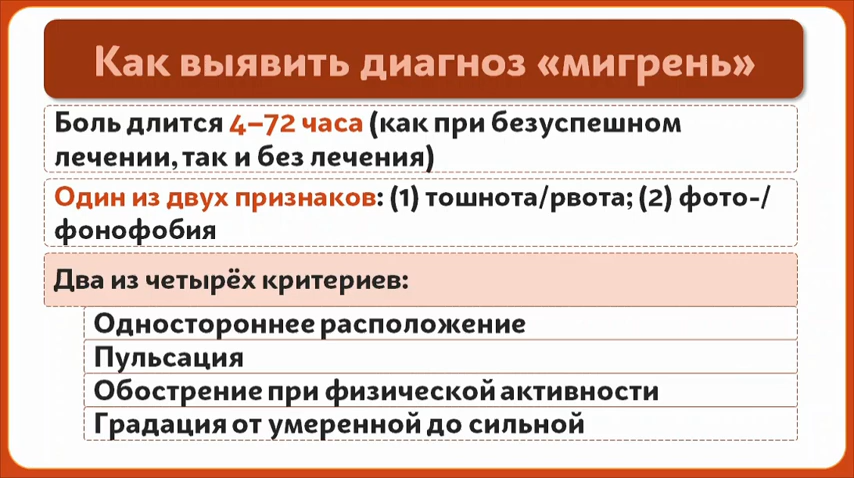 Как выявить диагноз «мигрень»
Боль длится 4–72 часа (как при безуспешном
лечении, так и без лечения)
Один из двух признаков: (1) тошнота/рвота; (2) фото-/
фонофобия
Два из четырёх критериев:
Одностороннее расположение
Пульсация
Обострение при физической активности
Градация от умеренной до сильной